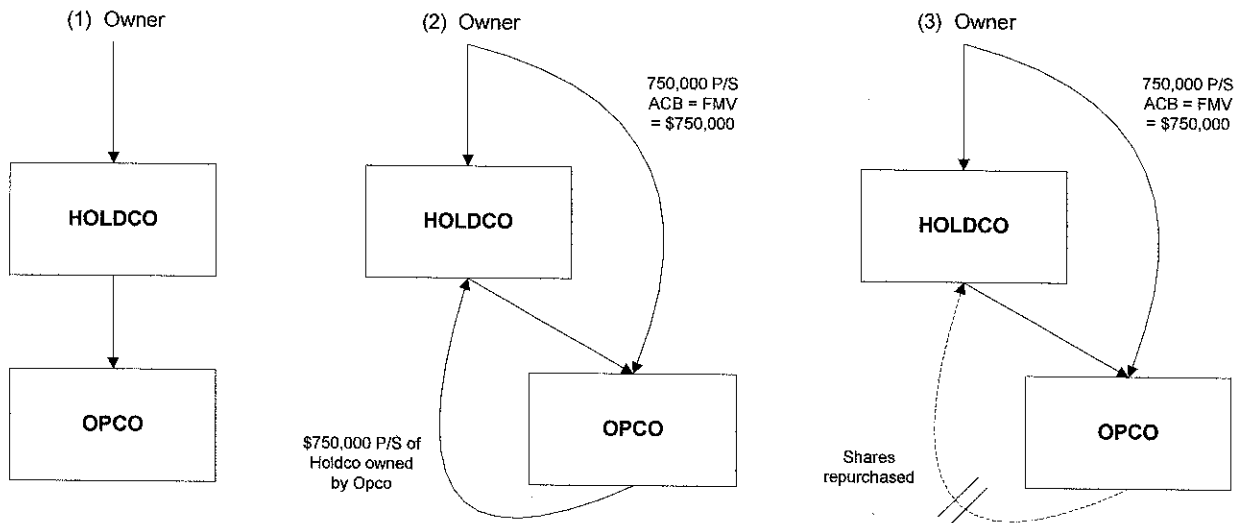 (1) Owner
HOLDCO
OPCO
(2) Owner
750,000 P/S
ACB = FMV
= $750,000
HOLDCO
OPCO
$750,000 P/S of
Holdco owned
by Opco
(3) Owner
750,000 P/S
ACB = FMV
= $750,000
HOLDCO
OPCO
Shares
repurchased